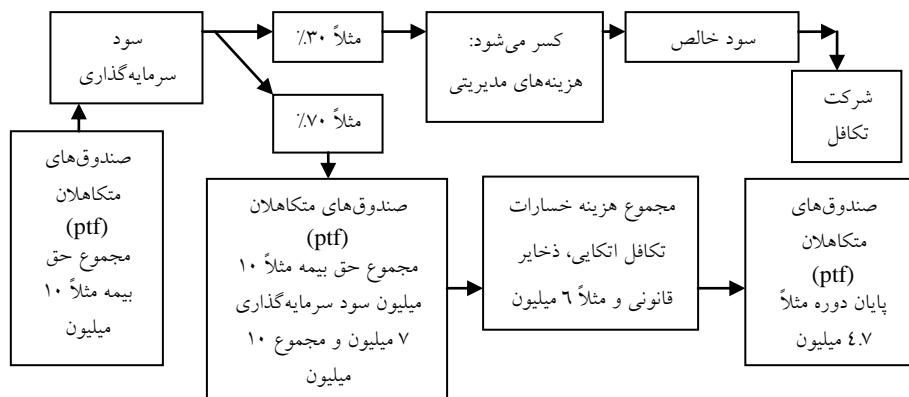 سود
سرمایه‌گذاری
مثلاً ۳۰٪
کسر می‌شود:
هزینه‌های مدیریتی
سود خالص
شرکت
تکافل
مثلاً ۷۰٪
صندوق‌های
متکاهلان
(ptf)
مجموع حق
بیمه مثلاً ۱۰
میلیون
صندوق‌های متکاهلان
(ptf)
مجموع حق بیمه مثلاً ۱۰
میلیون سود سرمایه‌گذاری
۷ میلیون و مجموع ۱۰
میلیون
مجموع هزینه خسارات
تکافل اتکایی، ذخایر
قانونی و مثلاً ۶ میلیون
صندوق‌های
متکاهلان
(ptf)
پایان دوره مثلاً
۴.۷ میلیون